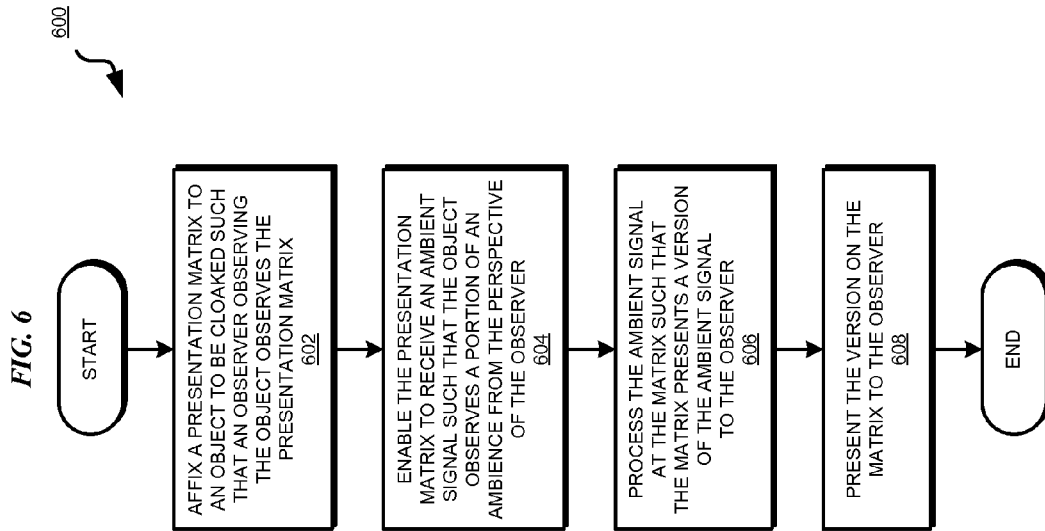 FIG. 6
600
START
AFFIX A PRESENTATION MATRIX TO
AN OBJECT TO BE CLOAKED SUCH
THAT AN OBSERVER OBSERVING
THE OBJECT OBSERVES THE
PRESENTATION MATRIX
602
ENABLE THE PRESENTATION
MATRIX TO RECEIVE AN AMBIENT
SIGNAL SUCH THAT THE OBJECT
OBSERVES A PORTION OF AN
AMBIENCE FROM THE PERSPECTIVE
OF THE OBSERVER
604
PROCESS THE AMBIENT SIGNAL
AT THE MATRIX SUCH THAT
THE MATRIX PRESENTS A VERSION
OF THE AMBIENT SIGNAL
TO THE OBSERVER
606
PRESENT THE VERSION ON THE
MATRIX TO THE OBSERVER
608
END